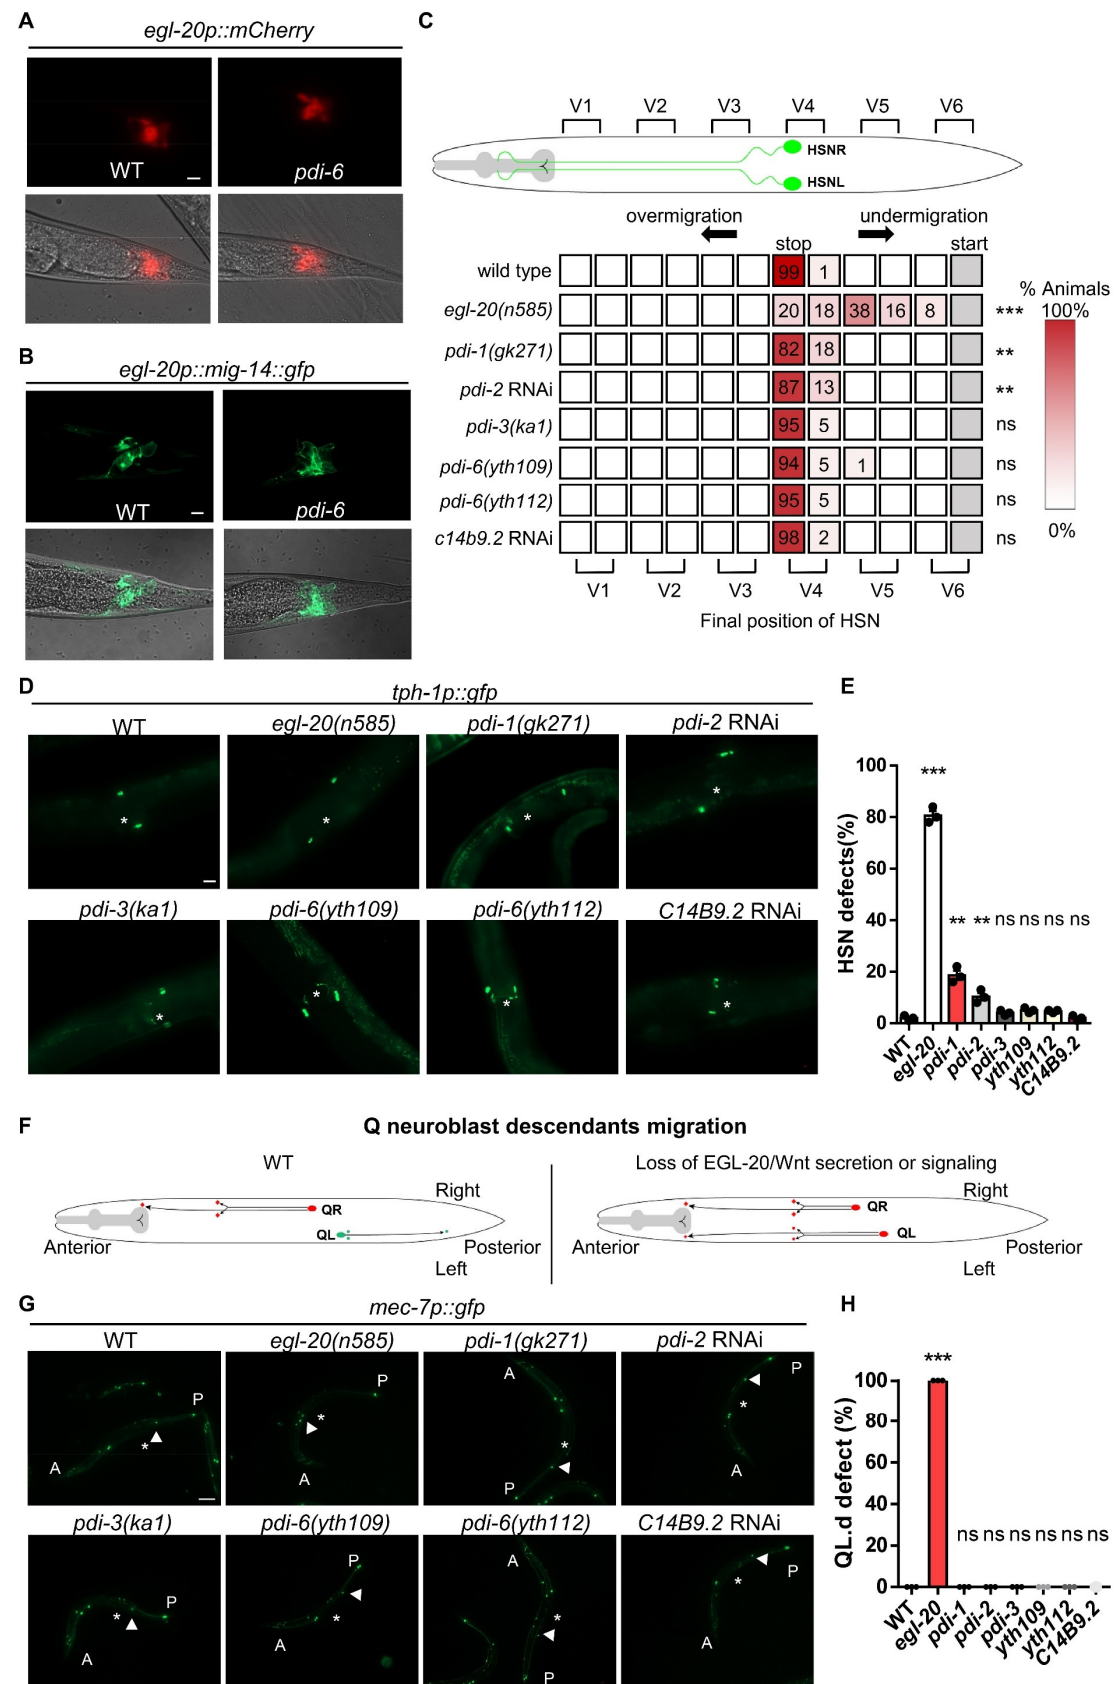 A
egl-20p::mCherry
WT
pdi-6
B
egl-20p::mig-14::gfp
WT
pdi-6
C
V1 V2 V3 V4 V5 V6
HSNR
HSNL
overmigration undermigration
stop start
wild type 99 1
egl-20(n585) 20 18 38 16 8 ***
pdi-1(gk271) 82 18 **
pdi-2 RNAi 87 13 **
pdi-3(ka1) 95 5 ns
pdi-6(yth109) 94 5 1 ns
pdi-6(yth112) 95 5 ns
c14b9.2 RNAi 98 2 ns
% Animals
100%
0%
V1 V2 V3 V4 V5 V6
Final position of HSN
D
tph-1p::gfp
WT egl-20(n585) pdi-1(gk271) pdi-2 RNAi
* * * *
pdi-3(ka1) pdi-6(yth109) pdi-6(yth112) C14B9.2 RNAi
* * * *
E
HSN defects(%)
100
80
60
40
20
0
*** ** ** ns ns ns ns
WT egl-20 pdi-1 pdi-2 pdi-3 yth109 yth112 C14B9.2
F
Q neuroblast descendants migration
WT
Right
QR
QL
Anterior Posterior
Left
Loss of EGL-20/Wnt secretion or signaling
Right
QR
QL
Anterior Posterior
Left
G
mec-7p::gfp
WT egl-20(n585) pdi-1(gk271) pdi-2 RNAi
A * P
A * P
A * P
A * P
pdi-3(ka1) pdi-6(yth109) pdi-6(yth112) C14B9.2 RNAi
A * P
A * P
A * P
A * P
H
QL.d defect (%)
100
80
60
40
20
0
*** ns ns ns ns ns ns
WT egl-20 pdi-1 pdi-2 pdi-3 yth109 yth112 C14B9.2